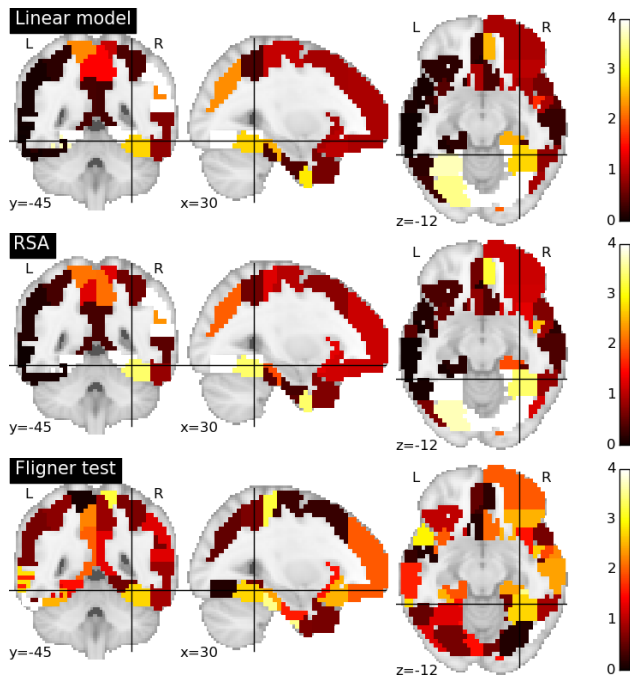 Linear model
L R
y=-45 x=30
L R
z=-12
4
3
2
1
0
RSA
L R
y=-45 x=30
L R
z=-12
4
3
2
1
0
Fligner test
L R
y=-45 x=30
L R
z=-12
4
3
2
1
0